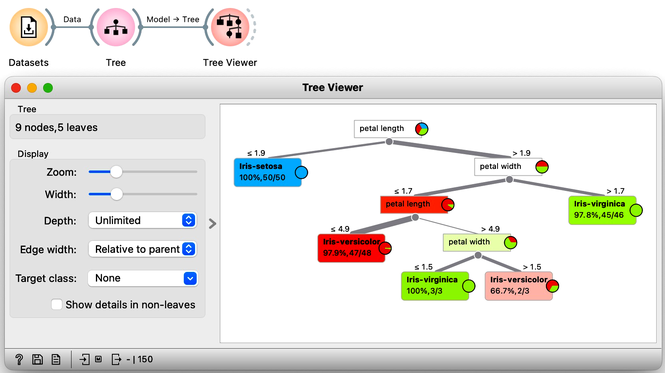 Data
Model → Tree
Datasets
Tree
Tree Viewer
Tree Viewer
Tree
9 nodes,5 leaves
Display
Zoom:
Width:
Depth:
Unlimited
Edge width:
Relative to parent
Target class:
None
Show details in non-leaves
petal length
≤ 1.9
> 1.9
Iris-setosa
100%,50/50
petal width
≤ 1.7
> 1.7
petal length
Iris-virginica
97.8%,45/46
≤ 4.9
> 4.9
Iris-versicolor
97.9%,47/48
petal width
≤ 1.5
> 1.5
Iris-virginica
100%,3/3
Iris-versicolor
66.7%,2/3
? M - | 150